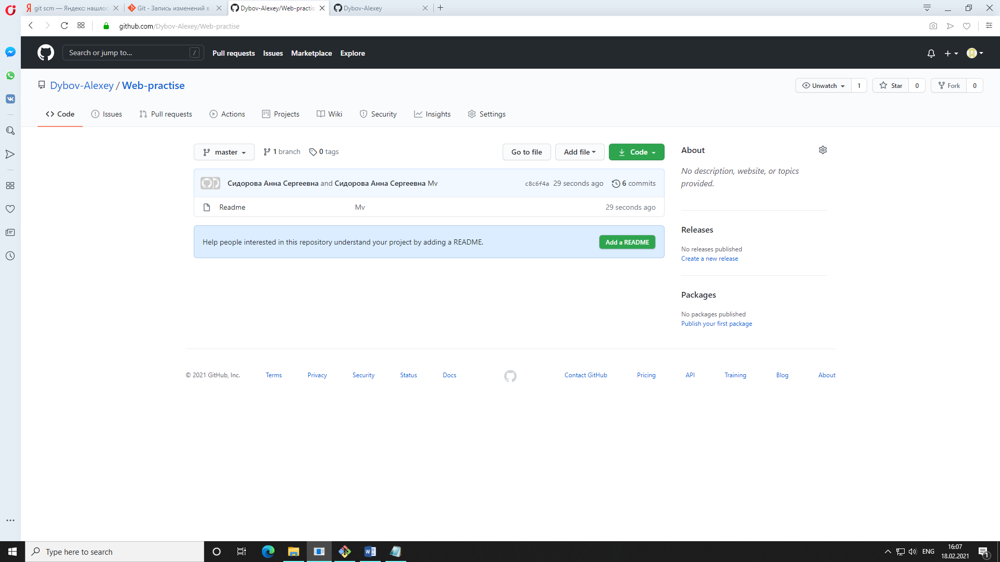 git scm — Яндекс: нашлос
Git - Запись изменений в
Dybov-Alexey/Web-practis
Dybov-Alexey
github.com/Dybov-Alexey/Web-practise
Search or jump to... /
Pull requests Issues Marketplace Explore
Dybov-Alexey / Web-practise
Unwatch 1 Star 0 Fork 0
Code Issues Pull requests Actions Projects Wiki Security Insights Settings
master 1 branch 0 tags Go to file Add file Code
Сидорова Анна Сергеевна and Сидорова Анна Сергеевна Mv c8c6f4a 29 seconds ago 6 commits
Readme Mv 29 seconds ago
Help people interested in this repository understand your project by adding a README. Add a README
About
No description, website, or topics
provided.
Releases
No releases published
Create a new release
Packages
No packages published
Publish your first package
© 2021 GitHub, Inc. Terms Privacy Security Status Docs Contact GitHub Pricing API Training Blog About
Type here to search
ENG
16:07
18.02.2021
1